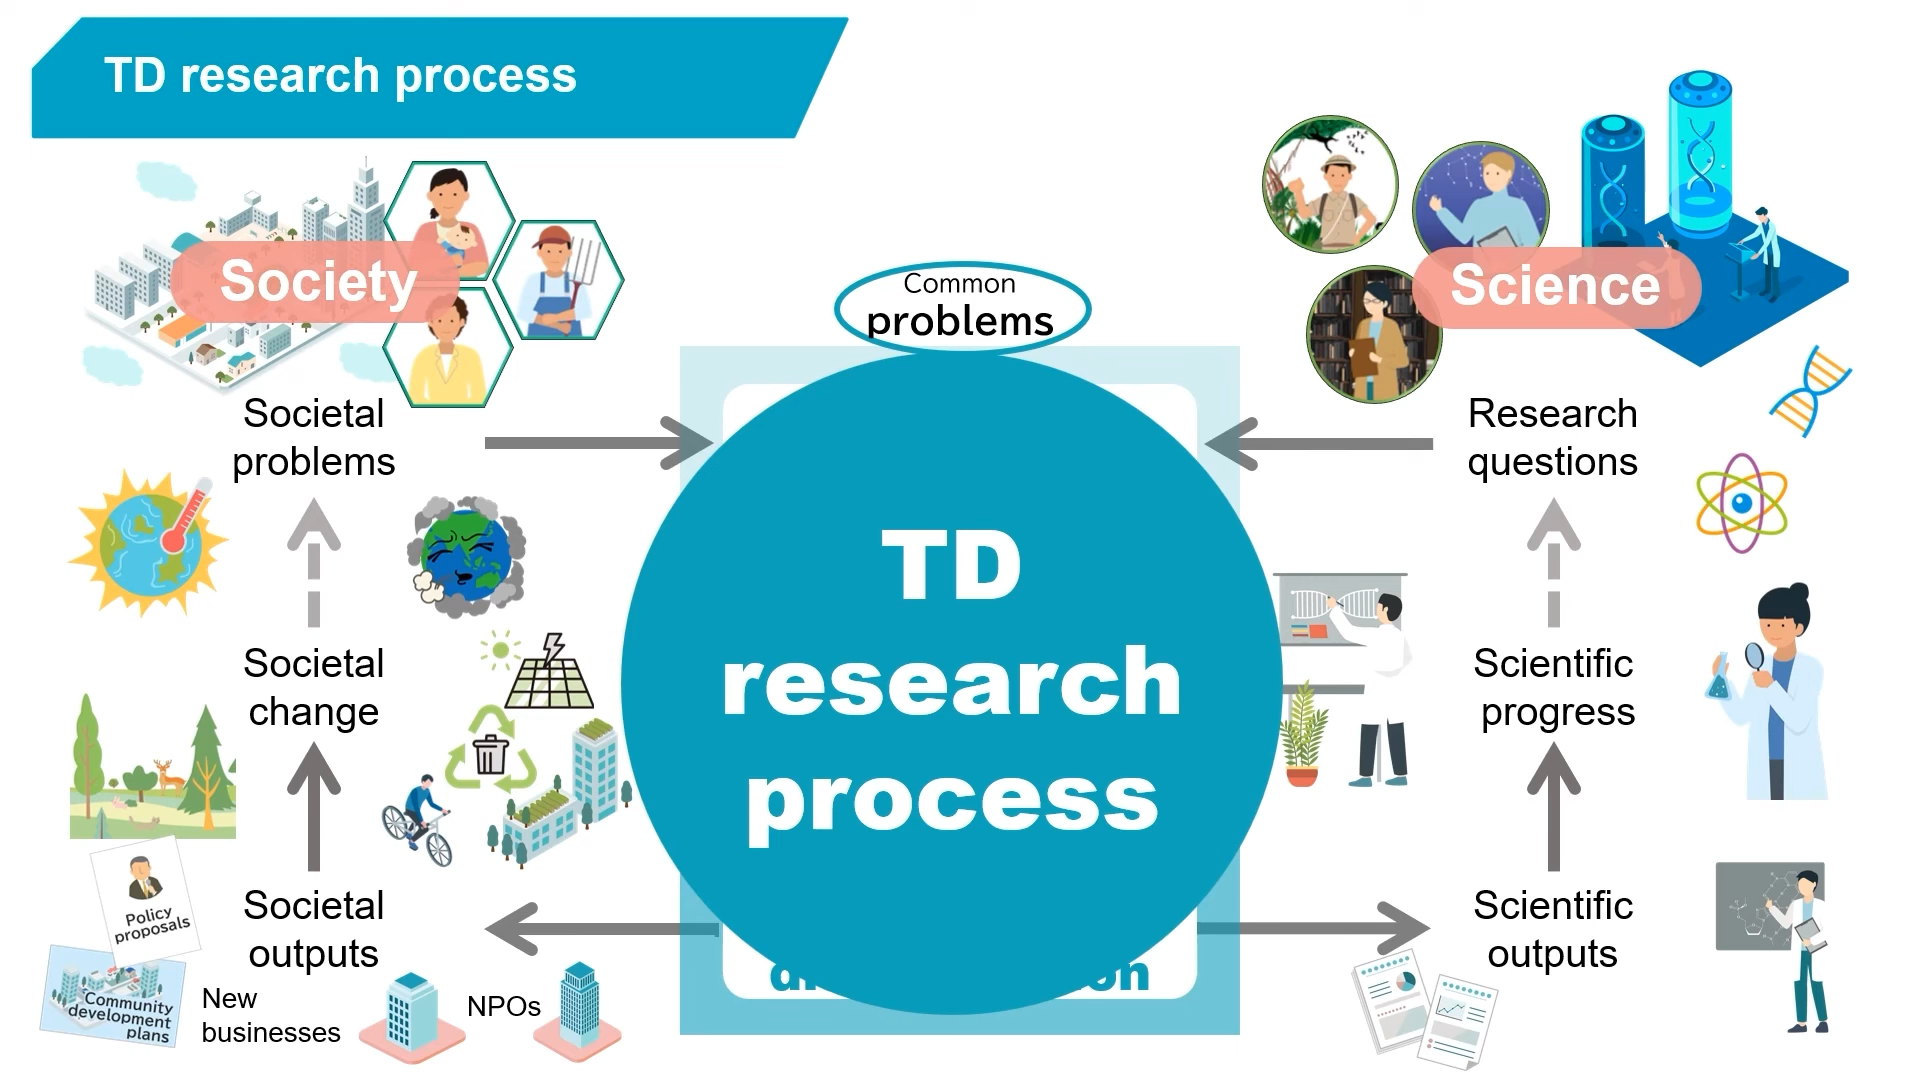 TD research process
Society
Science
Common
problems
Societal
problems
Research
questions
TD
research
process
Societal
change
Scientific
progress
Policy
proposals
Societal
outputs
Scientific
outputs
Community
development
plans
New
businesses
NPOs